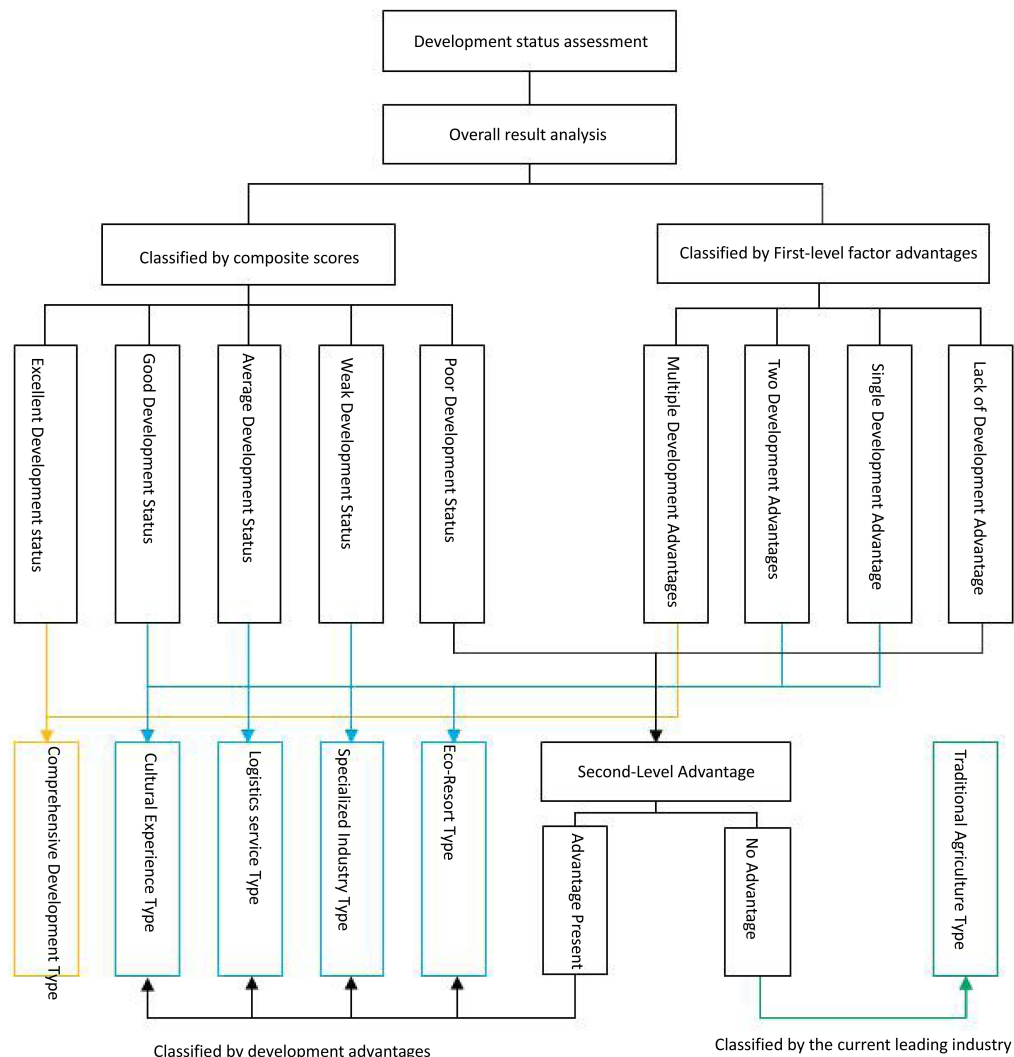 Development status assessment
Overall result analysis
Classified by composite scores
Classified by First-level factor advantages
Excellent Development status
Good Development Status
Average Development Status
Weak Development Status
Poor Development Status
Multiple Development Advantages
Two Development Advantages
Single Development Advantage
Lack of Development Advantage
Comprehensive Development Type
Cultural Experience Type
Logistics service Type
Specialized Industry Type
Eco-Resort Type
Second-Level Advantage
Advantage Present
No Advantage
Traditional Agriculture Type
Classified by development advantages
Classified by the current leading industry